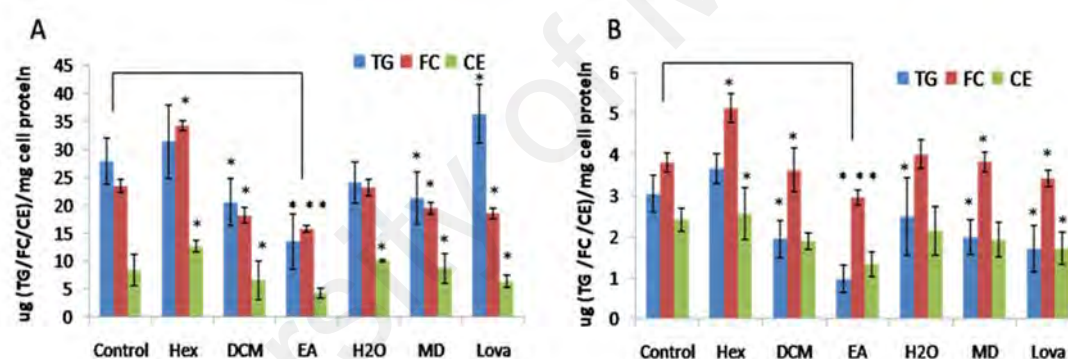 A
TG FC CE
ug (TG/FC/CE)/mg cell protein
45
40
35
30
25
20
15
10
5
0
* * * * * * * * * * * * * * * *
Control Hex DCM EA H2O MD Lova
B
TG FC CE
ug (TG /FC /CE)/mg cell protein
6
5
4
3
2
1
0
* * * * * * * * * * * * *
Control Hex DCM EA H2O MD Lova